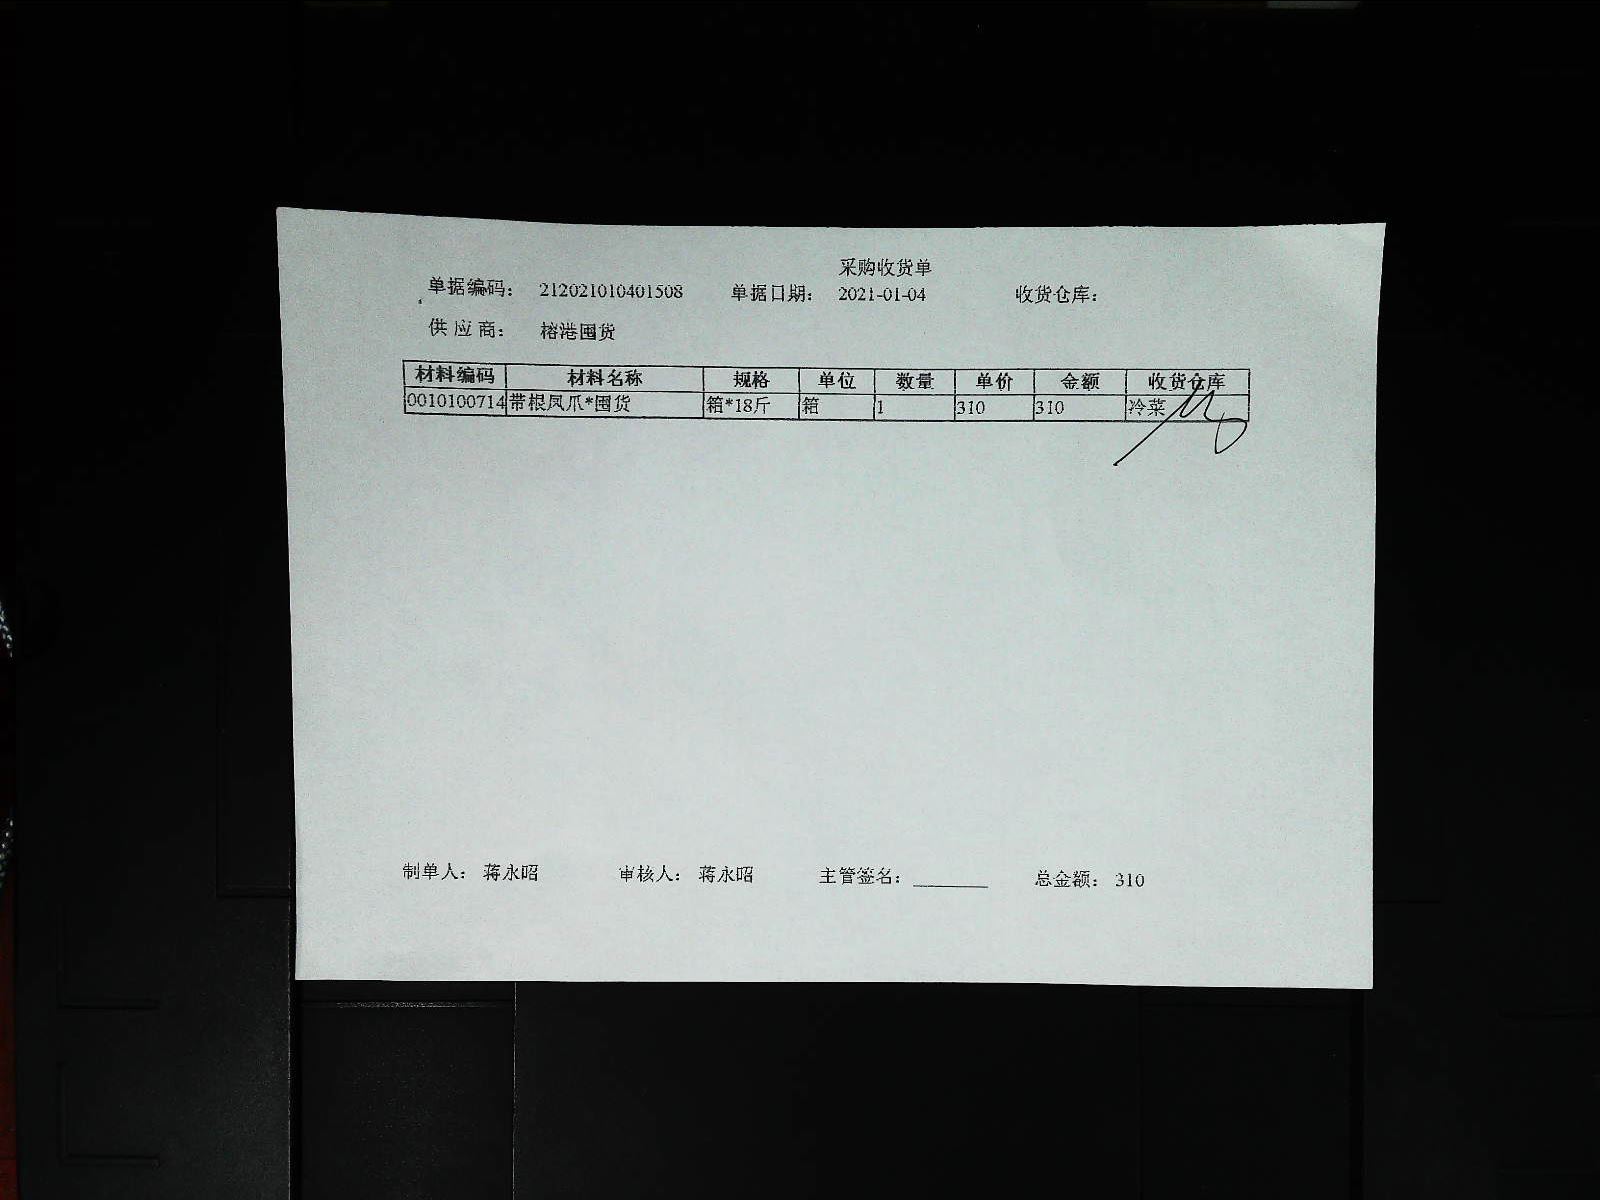 采购收货单
单据编码： 212021010401508 单据日期： 2021-01-04 收货仓库：
供 应 商： 榕港囤货
材料编码 材料名称 规格 单位 数量 单价 金额 收货仓库
0010100714 带根凤爪*囤货 箱*18斤 箱 1 310 310 冷菜
制单人： 蒋永昭 审核人： 蒋永昭 主管签名： 总金额： 310